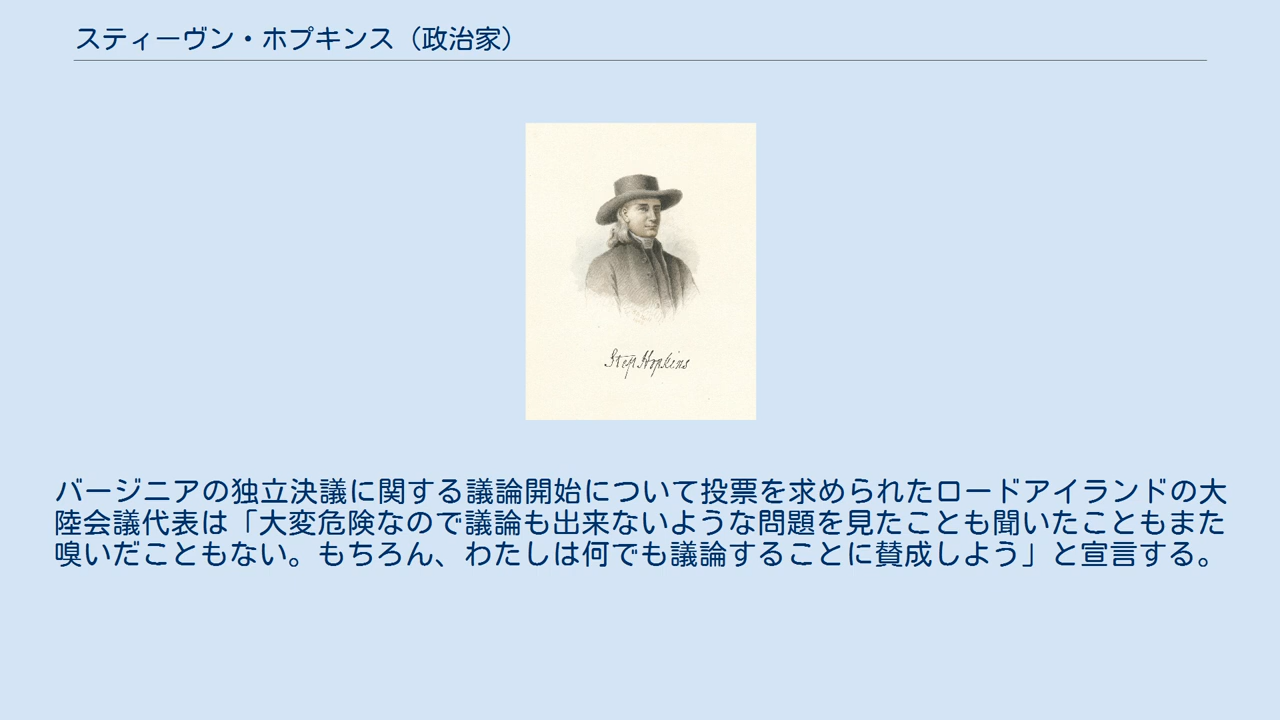 スティーヴン・ホプキンス（政治家）
Step Hopkins
バージニアの独立決議に関する議論開始について投票を求められたロードアイランドの大
陸会議代表は「大変危険なので議論も出来ないような問題を見たことも聞いたこともまた
嗅いだこともない。もちろん、わたしは何でも議論することに賛成しよう」と宣言する。